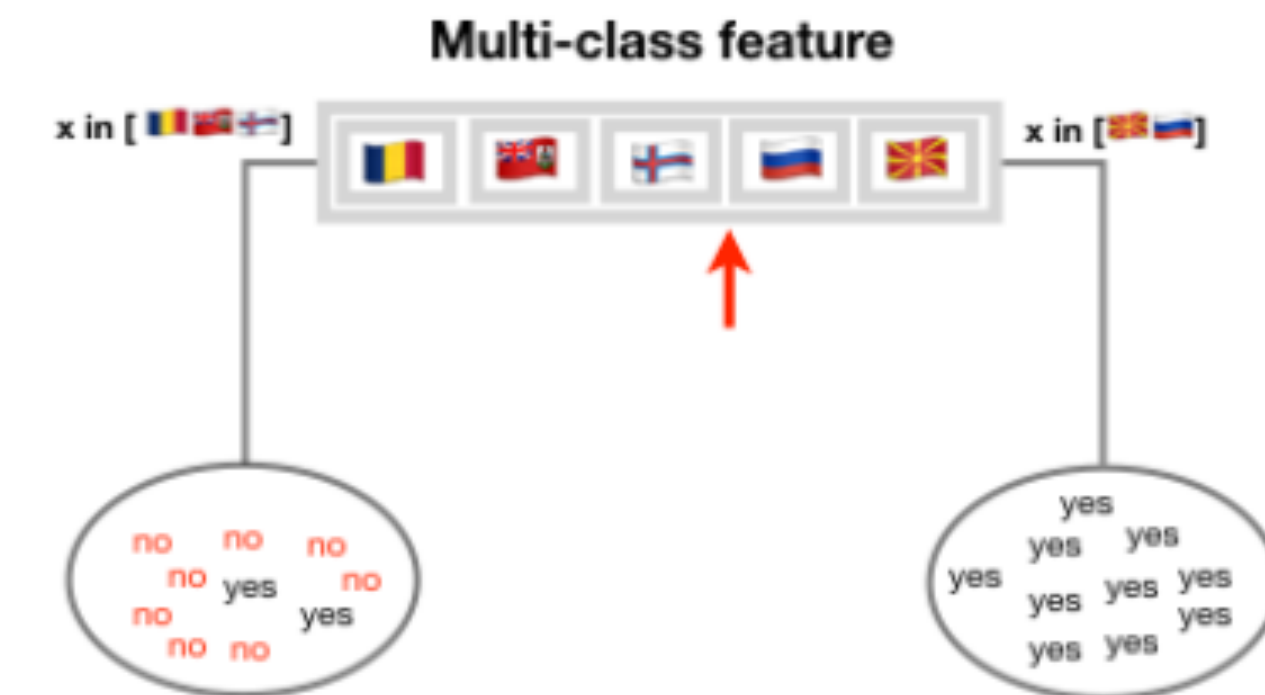 Multi-class feature
x in [🇷🇴🇧🇲🇫🇴]
x in [🇲🇰🇷🇺]
no no no
no yes no
no yes
no no
yes
yes yes
yes yes yes yes
yes yes
yes yes